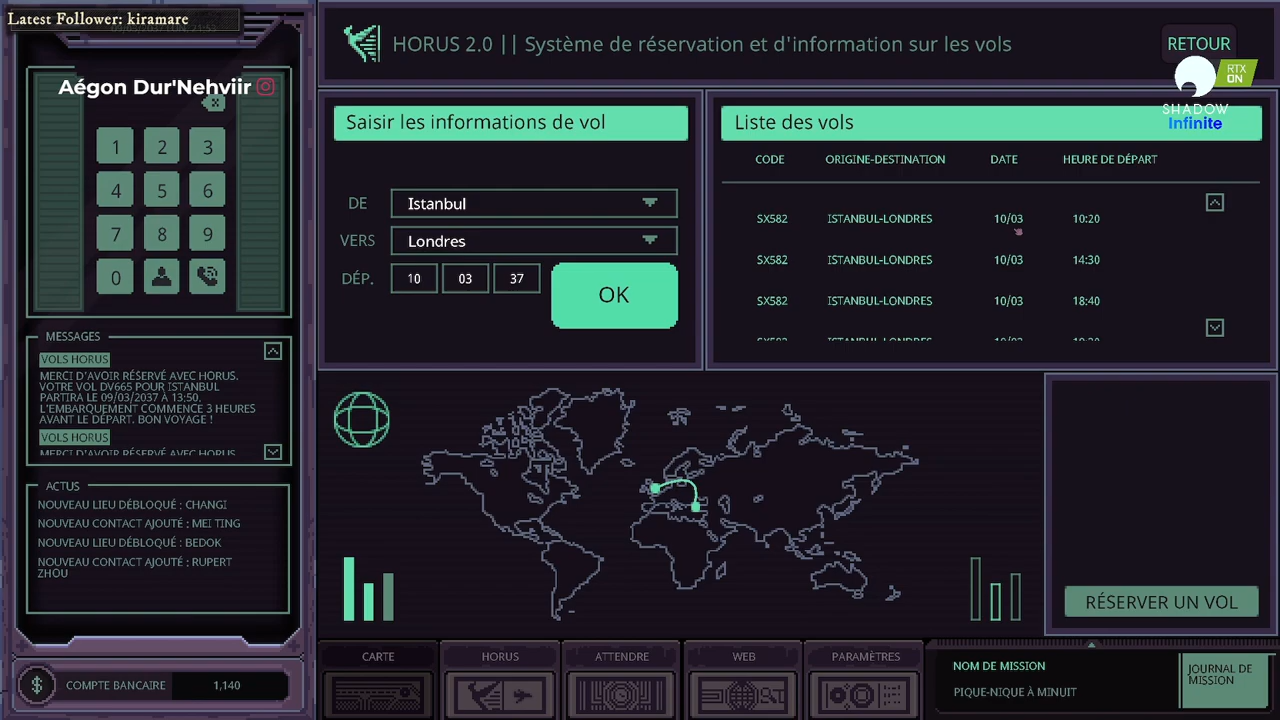 Latest Follower: kiramare
Aégon Dur'Nehviir
1 2 3
4 5 6
7 8 9
0
MESSAGES
VOLS HORUS
MERCI D'AVOIR RÉSERVÉ AVEC HORUS.
VOTRE VOL DV665 POUR ISTANBUL
PARTIRA LE 09/03/2037 À 13:50.
L'EMBARQUEMENT COMMENCE 3 HEURES
AVANT LE DÉPART. BON VOYAGE !
VOLS HORUS
MERCI D'AVOIR RÉSERVÉ AVEC HORUS
ACTUS
NOUVEAU LIEU DÉBLOQUÉ : CHANGI
NOUVEAU CONTACT AJOUTÉ : MEI TING
NOUVEAU LIEU DÉBLOQUÉ : BEDOK
NOUVEAU CONTACT AJOUTÉ : RUPERT
ZHOU
$ COMPTE BANCAIRE 1,140
HORUS 2.0 || Système de réservation et d'information sur les vols
RETOUR
RTX
ON
SHADOW
Infinite
Saisir les informations de vol
DE Istanbul
VERS Londres
DÉP. 10 03 37
OK
Liste des vols
CODE ORIGINE-DESTINATION DATE HEURE DE DÉPART
SX582 ISTANBUL-LONDRES 10/03 10:20
SX582 ISTANBUL-LONDRES 10/03 14:30
SX582 ISTANBUL-LONDRES 10/03 18:40
RÉSERVER UN VOL
CARTE HORUS ATTENDRE WEB PARAMÈTRES
NOM DE MISSION
PIQUE-NIQUE À MINUIT
JOURNAL DE
MISSION